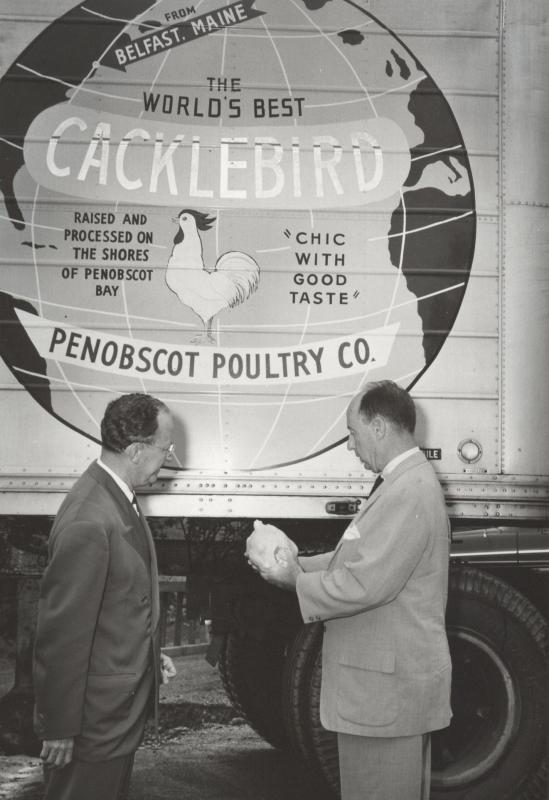 FROM
BELFAST, MAINE
THE
WORLD'S BEST
CACKLEBIRD
RAISED AND
PROCESSED ON
THE SHORES
OF PENOBSCOT
BAY
"CHIC
WITH
GOOD
TASTE"
PENOBSCOT POULTRY CO.